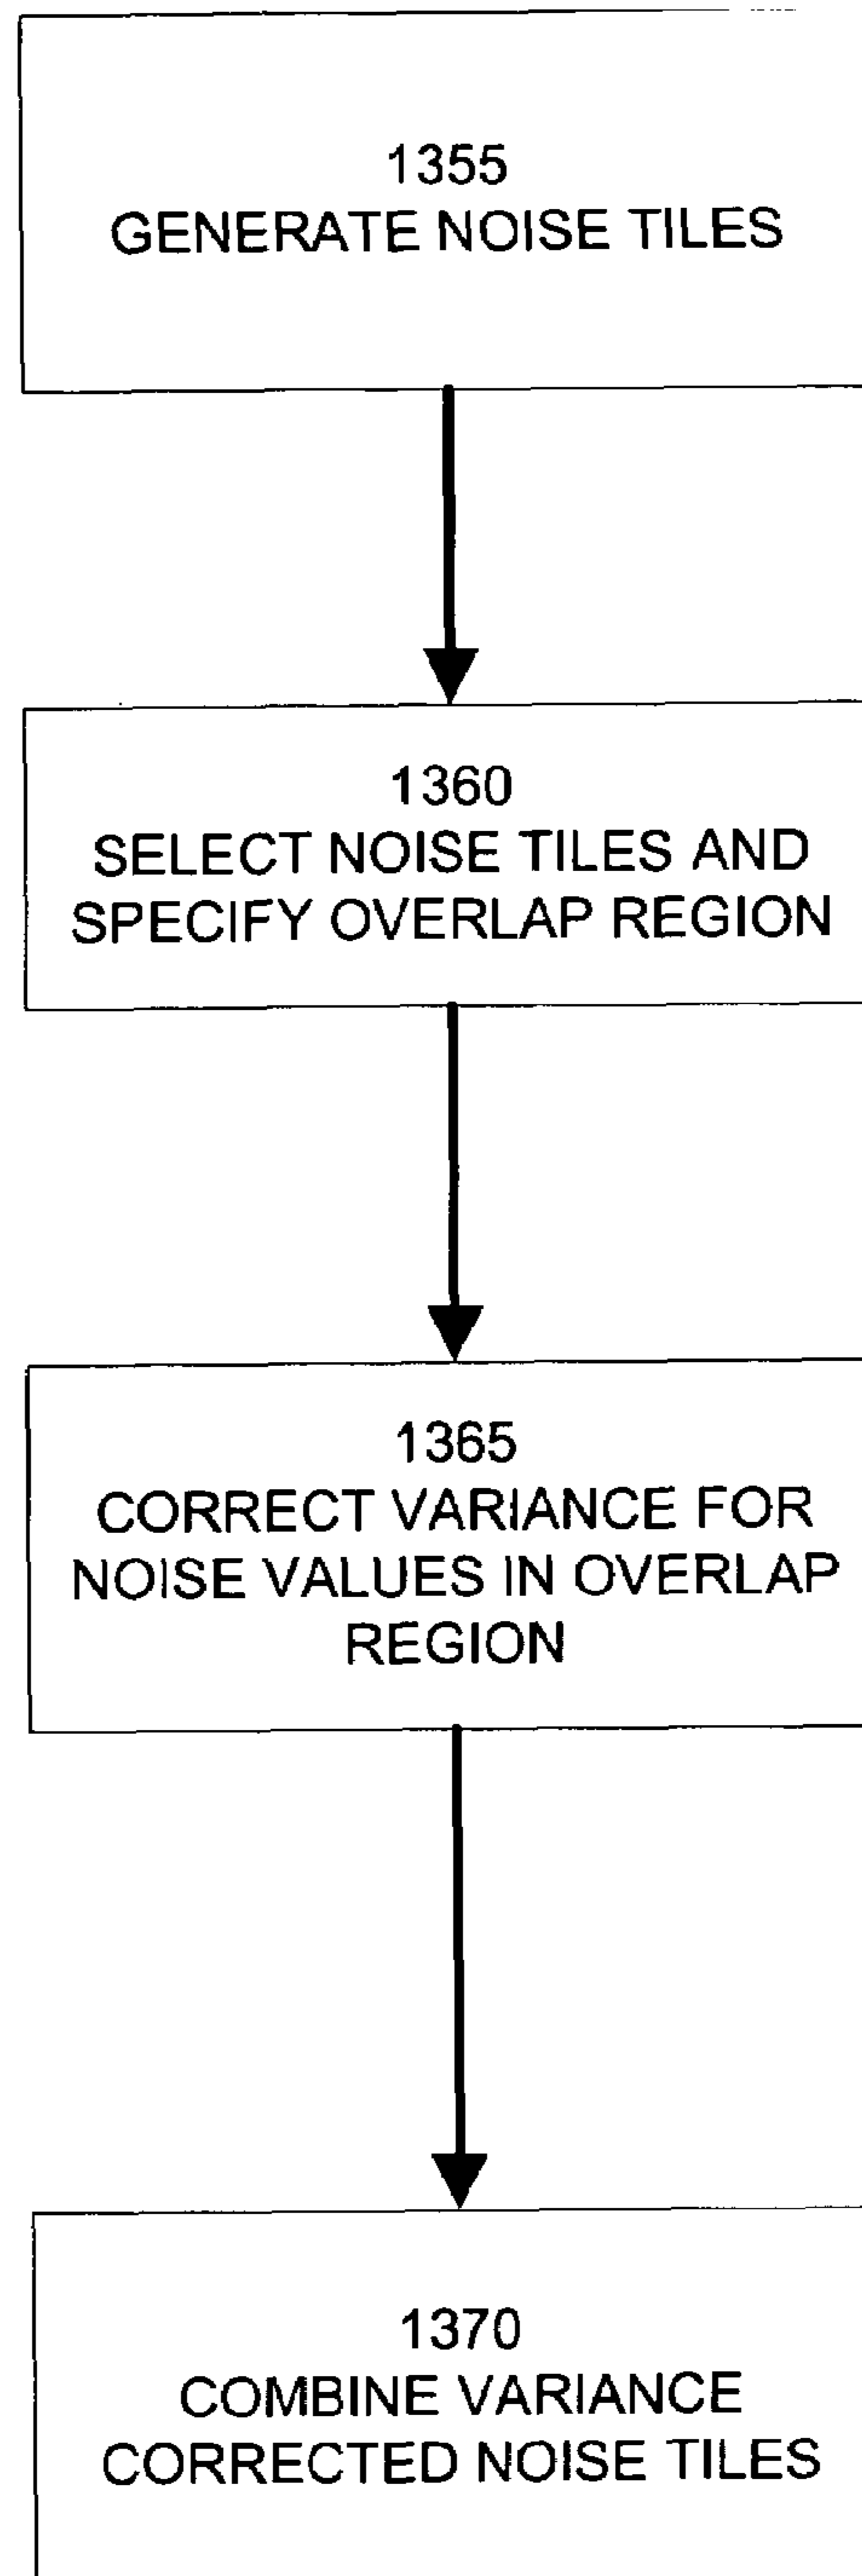 1355
GENERATE NOISE TILES
1360
SELECT NOISE TILES AND
SPECIFY OVERLAP REGION
1365
CORRECT VARIANCE FOR
NOISE VALUES IN OVERLAP
REGION
1370
COMBINE VARIANCE
CORRECTED NOISE TILES